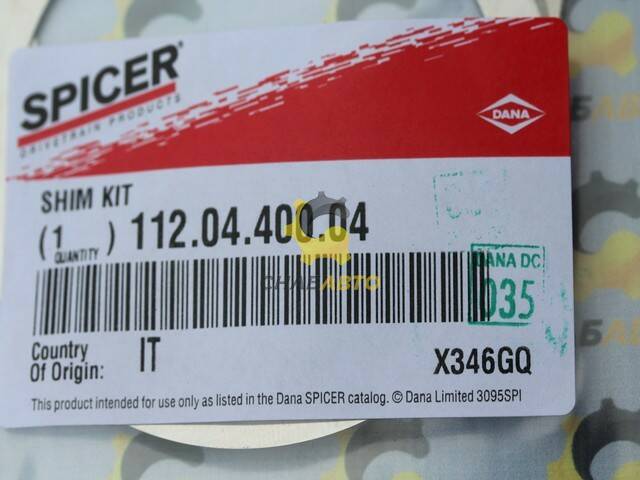 SPICER®
DRIVETRAIN PRODUCTS
DANA
SHIM KIT
( 1 ) 112.04.400.04
QUANTITY
СНАБАВТО
DANA DC
035
Country
Of Origin: IT
X346GQ
This product intended for use only as listed in the Dana SPICER catalog. © Dana Limited 3095SPI